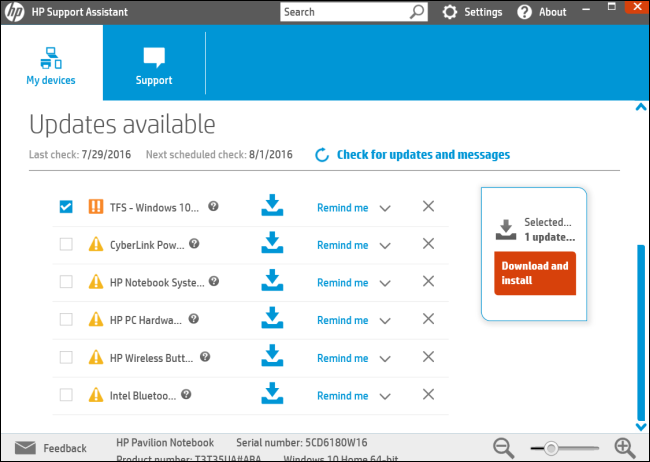 hp HP Support Assistant Search Settings ? About
My devices Support
Updates available
Last check: 7/29/2016 Next scheduled check: 8/1/2016 Check for updates and messages
TFS - Windows 10... ? Remind me
CyberLink Pow... ? Remind me
HP Notebook Syste... ? Remind me
HP PC Hardwa... ? Remind me
HP Wireless Butt... ? Remind me
Intel Bluetoo... ? Remind me
Selected...
1 update...
Download and
install
Feedback
HP Pavilion Notebook Serial number: 5CD6180W16
Product number: T3T35UA#ABA Windows 10 Home 64-bit